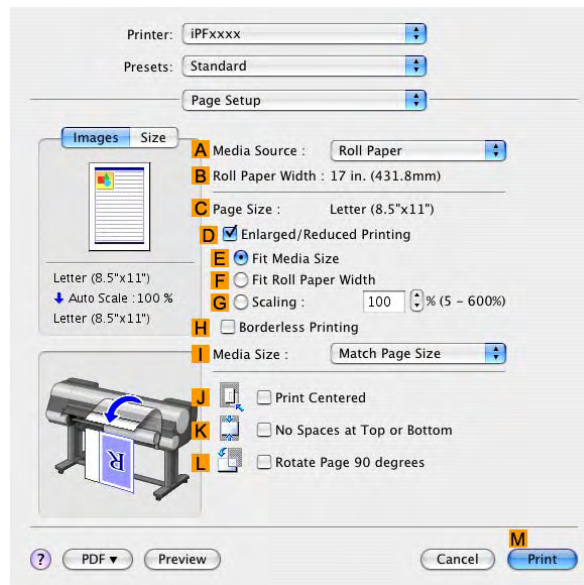 Printer: iPFxxxx
Presets: Standard
Page Setup
Images Size
A Media Source : Roll Paper
B Roll Paper Width : 17 in. (431.8mm)
C Page Size : Letter (8.5"x11")
D Enlarged/Reduced Printing
E Fit Media Size
F Fit Roll Paper Width
G Scaling : 100 % (5 - 600%)
Letter (8.5"x11")
Auto Scale :100 %
Letter (8.5"x11")
H Borderless Printing
I Media Size : Match Page Size
J Print Centered
K No Spaces at Top or Bottom
L Rotate Page 90 degrees
R
M
? PDF▼ Preview Cancel Print